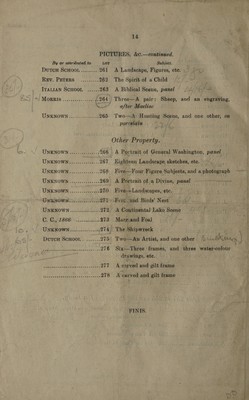 14
PICTURES, &c.—continued.
By or attributed to LOT Subject.
DUTCH SCHOOL ........261 A Landscape, Figures, etc.
REV. PETERS ..........262 The Spirit of a Child
ITALIAN SCHOOL ......263 A Biblical Scene, panel
MORRIS ..................264 Three—A pair: Sheep, and an engraving,
after Moulice
UNKNOWN ...............265 Two—A Hunting Scene, and one other, on
porcelain
Other Property.
UNKNOWN ...............266 A Portrait of General Washington, panel
UNKNOWN ...............267 Eighteen Landscape sketches, etc.
UNKNOWN ...............268 Five—Four Figure Subjects, and a photograph
UNKNOWN ...............269 A Portrait of a Divine, panel
UNKNOWN ...............270 Five—Landscapes, etc.
UNKNOWN ...............271 Fruit and Birds' Nest
UNKNOWN ...............272 A Continental Lake Scene
C. C., 1866 ...............273 Mare and Foal
UNKNOWN ...............274 The Shipwreck
DUTCH SCHOOL .......275 Two—An Artist, and one other
276 Six—Three frames, and three water-colour
drawings, etc.
277 A carved and gilt frame
278 A carved and gilt frame
FINIS.